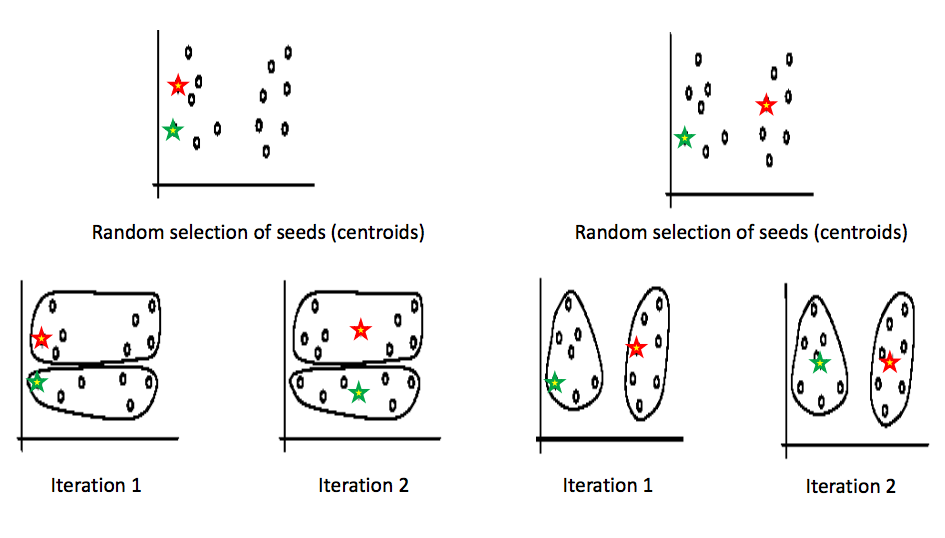 Random selection of seeds (centroids)
Random selection of seeds (centroids)
Iteration 1
Iteration 2
Iteration 1
Iteration 2